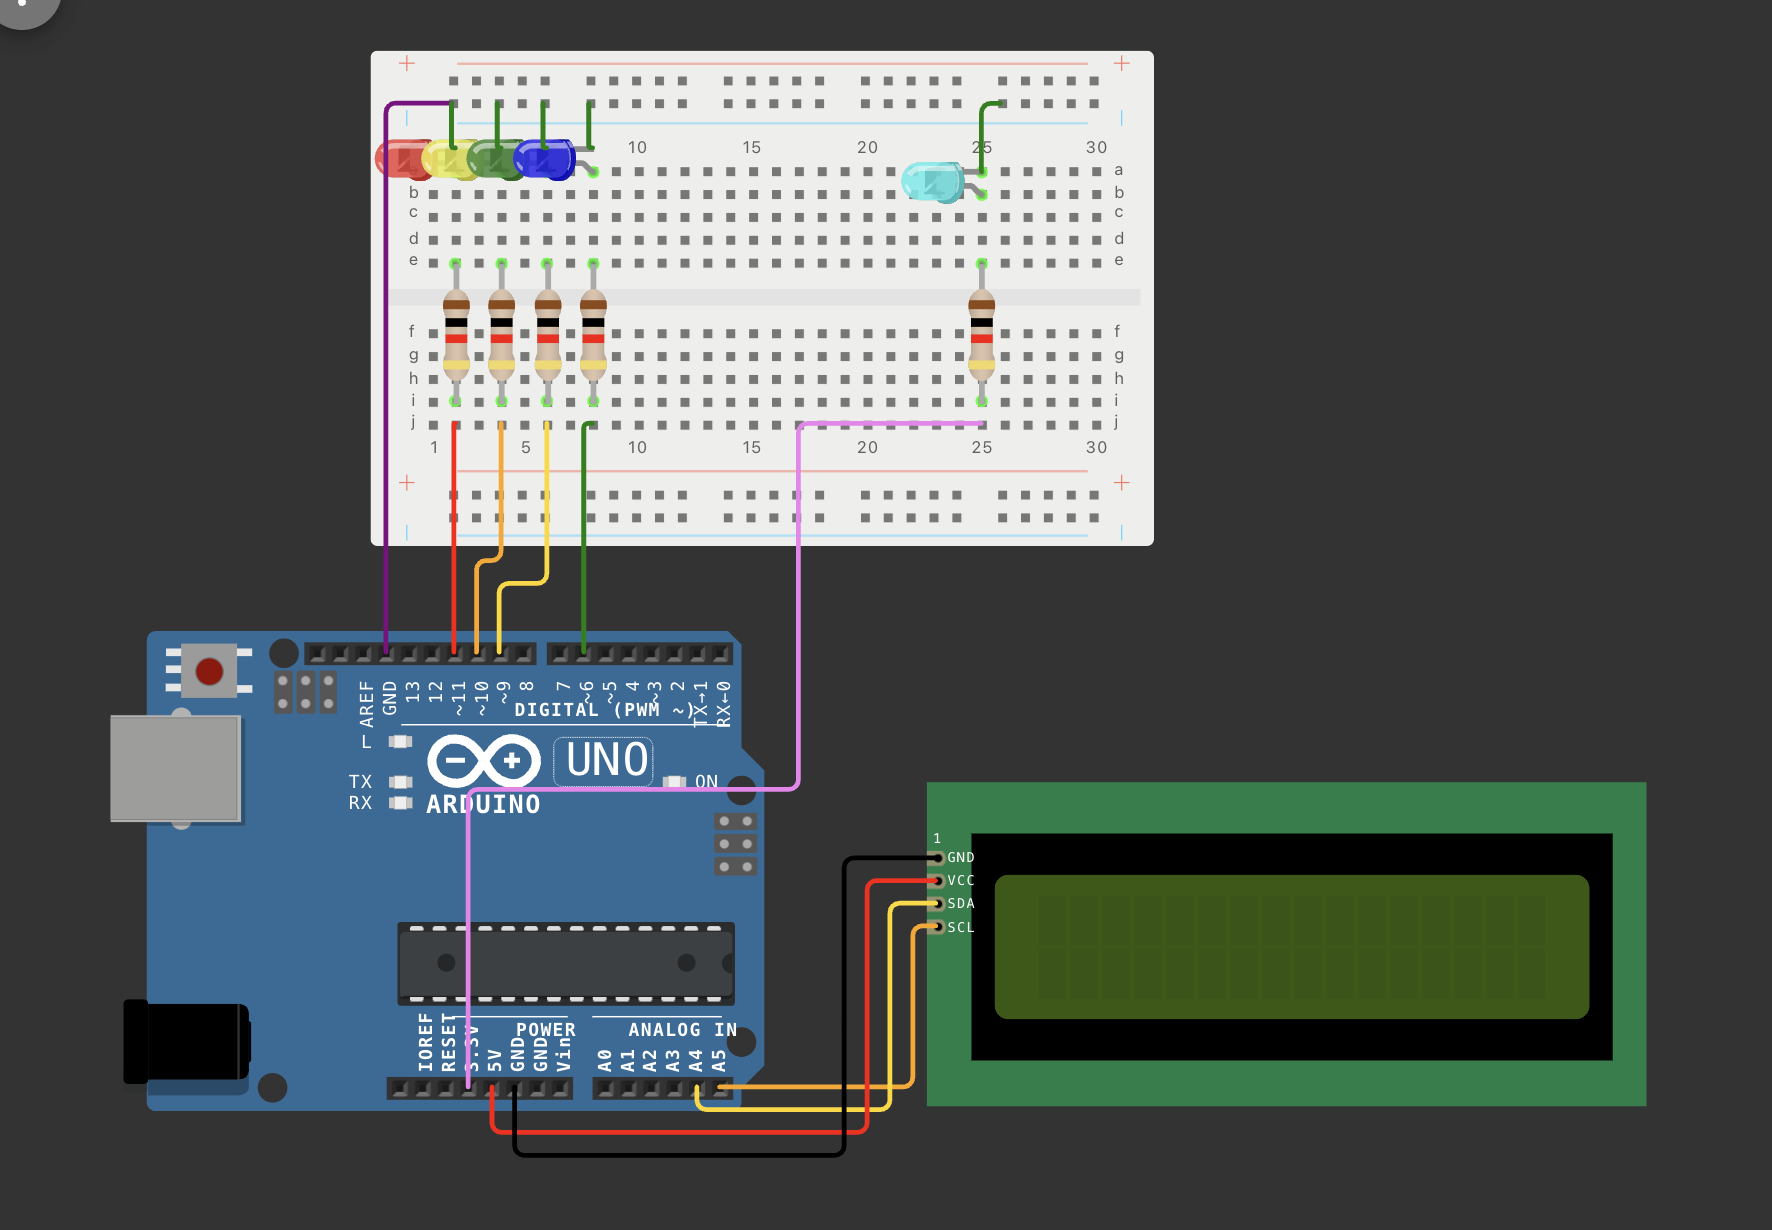 10 15 20 25 30
a a
b b
c c
d d
e e
f f
g g
h h
i i
j j
1 5 10 15 20 25 30
AREF GND 13 12 ~11 ~10 ~9 8 7 ~6 ~5 4 ~3 2 TX→1 RX←0
DIGITAL (PWM ~)
L
UNO
TX ON
RX ARDUINO
1
GND
VCC
SDA
SCL
POWER ANALOG IN
IOREF RESET 3.3V 5V GND GND Vin A0 A1 A2 A3 A4 A5